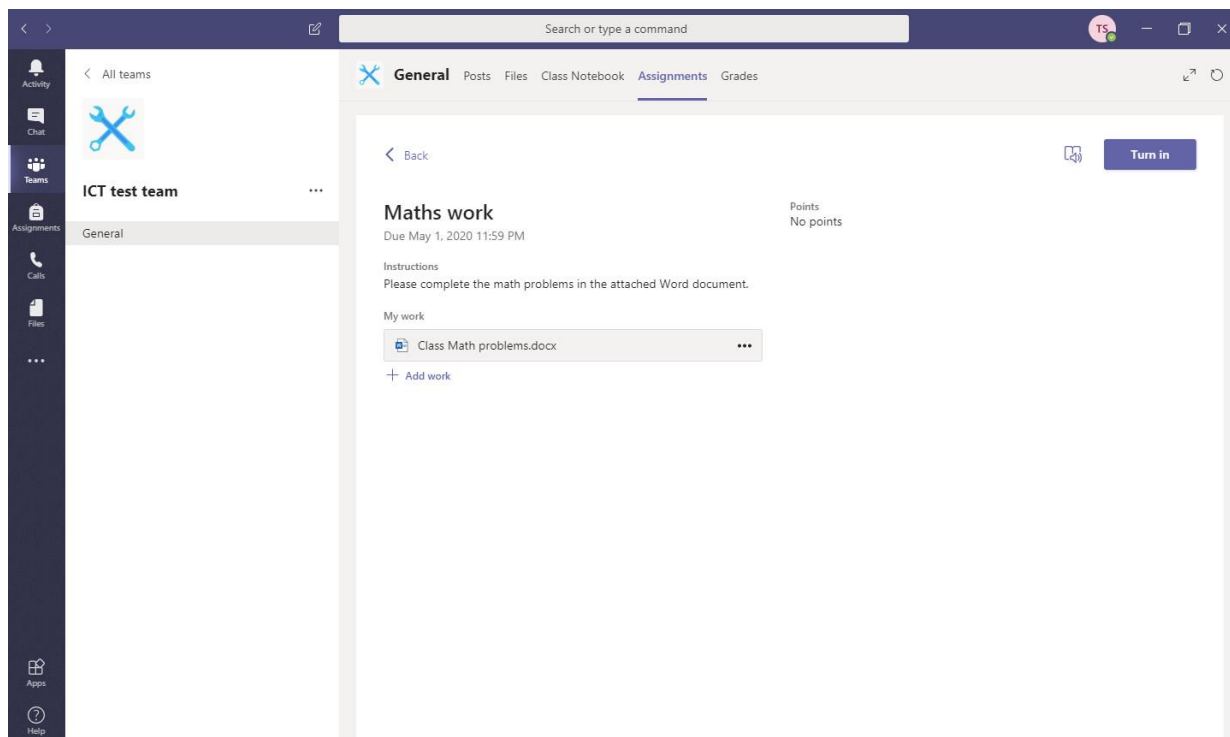 Search or type a command
TS
Activity
Chat
Teams
Assignments
Calls
Files
Apps
Help
All teams
ICT test team
General
General Posts Files Class Notebook Assignments Grades
Back
Turn in
Maths work
Due May 1, 2020 11:59 PM
Points
No points
Instructions
Please complete the math problems in the attached Word document.
My work
Class Math problems.docx
Add work